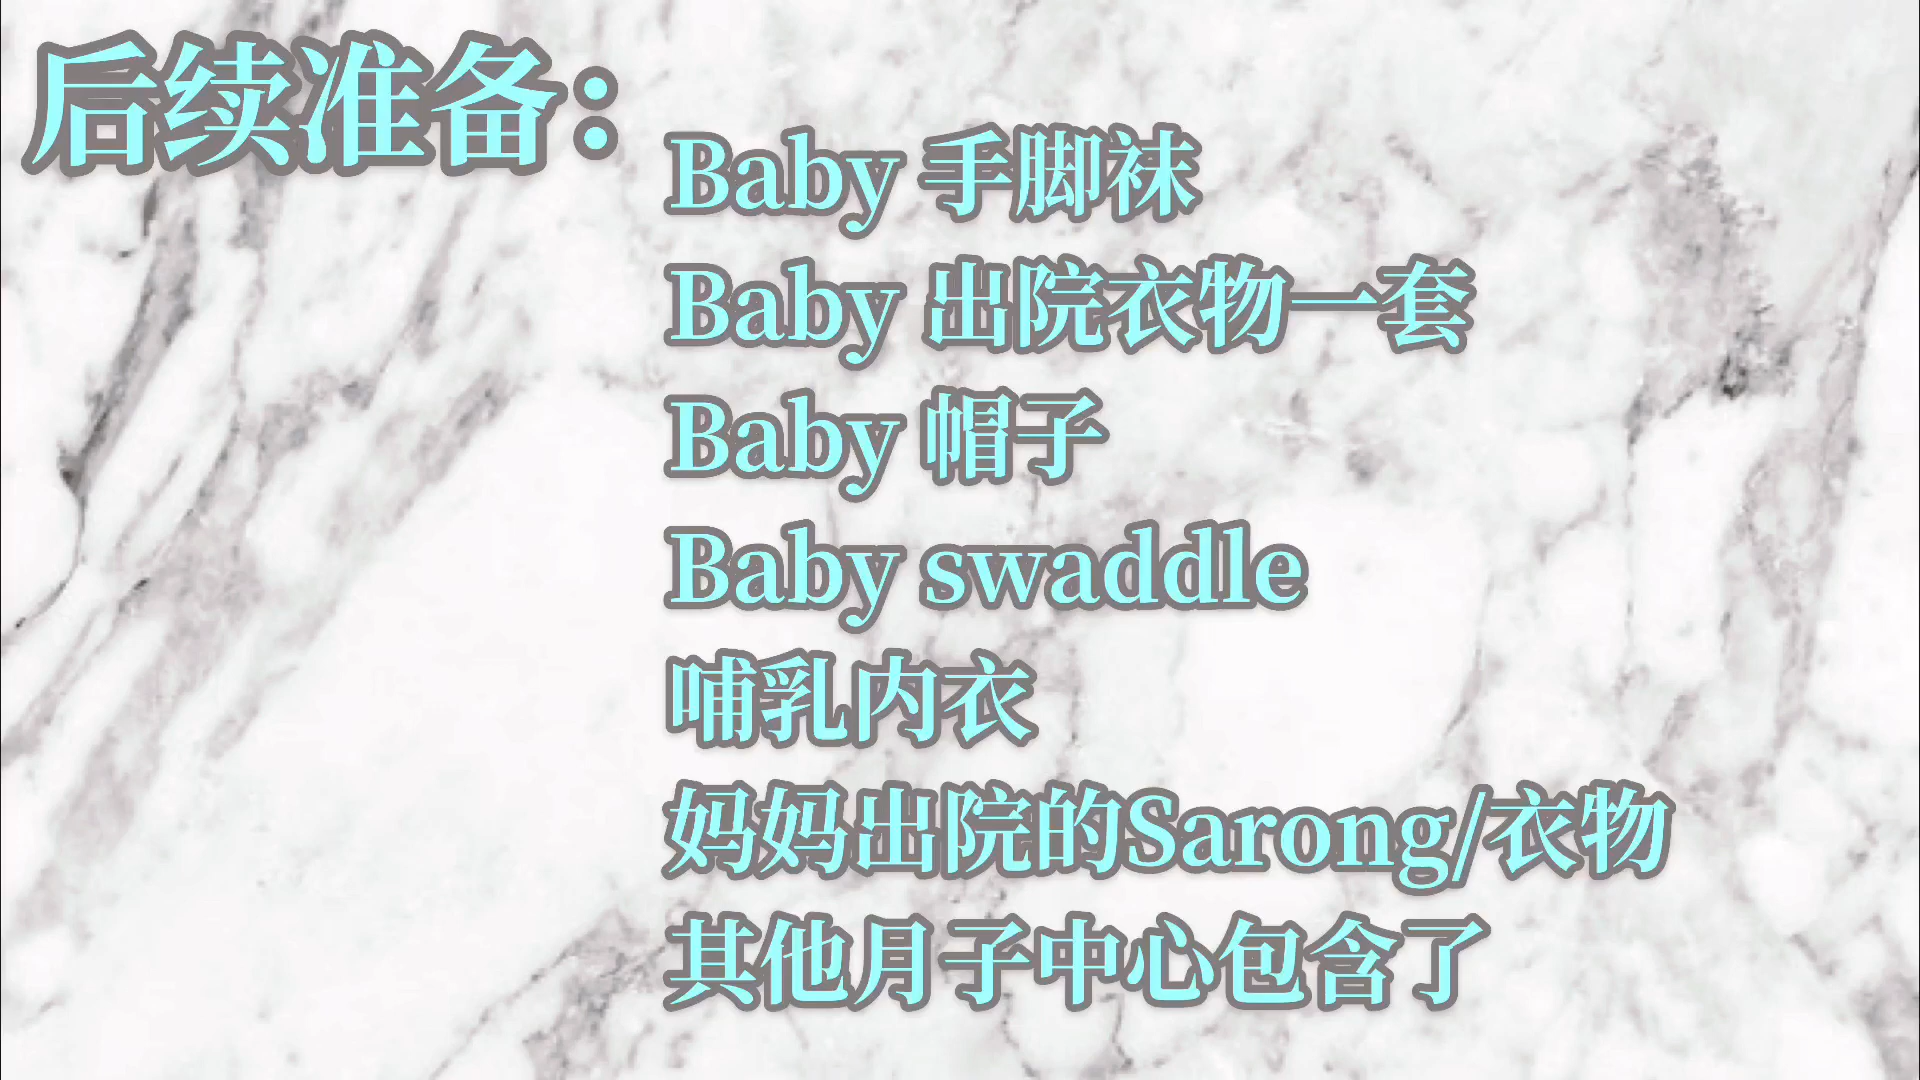 后续准备：
Baby 手脚袜
Baby 出院衣物一套
Baby 帽子
Baby swaddle
哺乳内衣
妈妈出院的Sarong/衣物
其他月子中心包含了